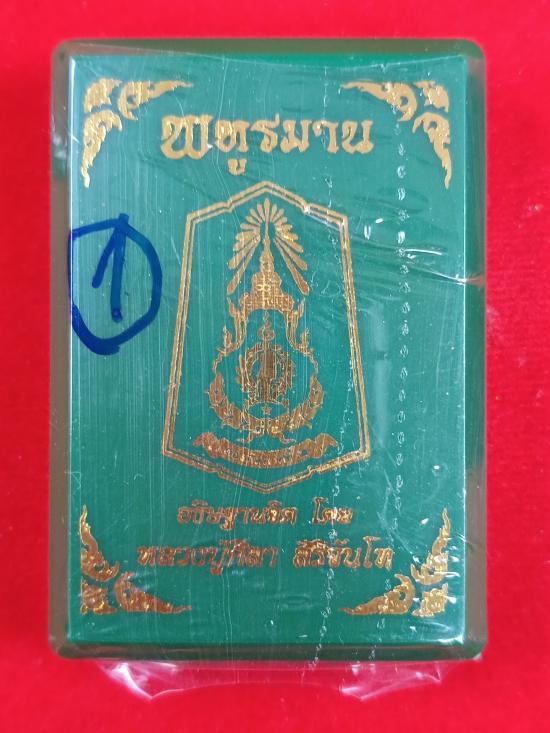 พทูรมาน
1
อธิษฐานจิต โดย
หลวงปู่ศิลา สิริจันโท